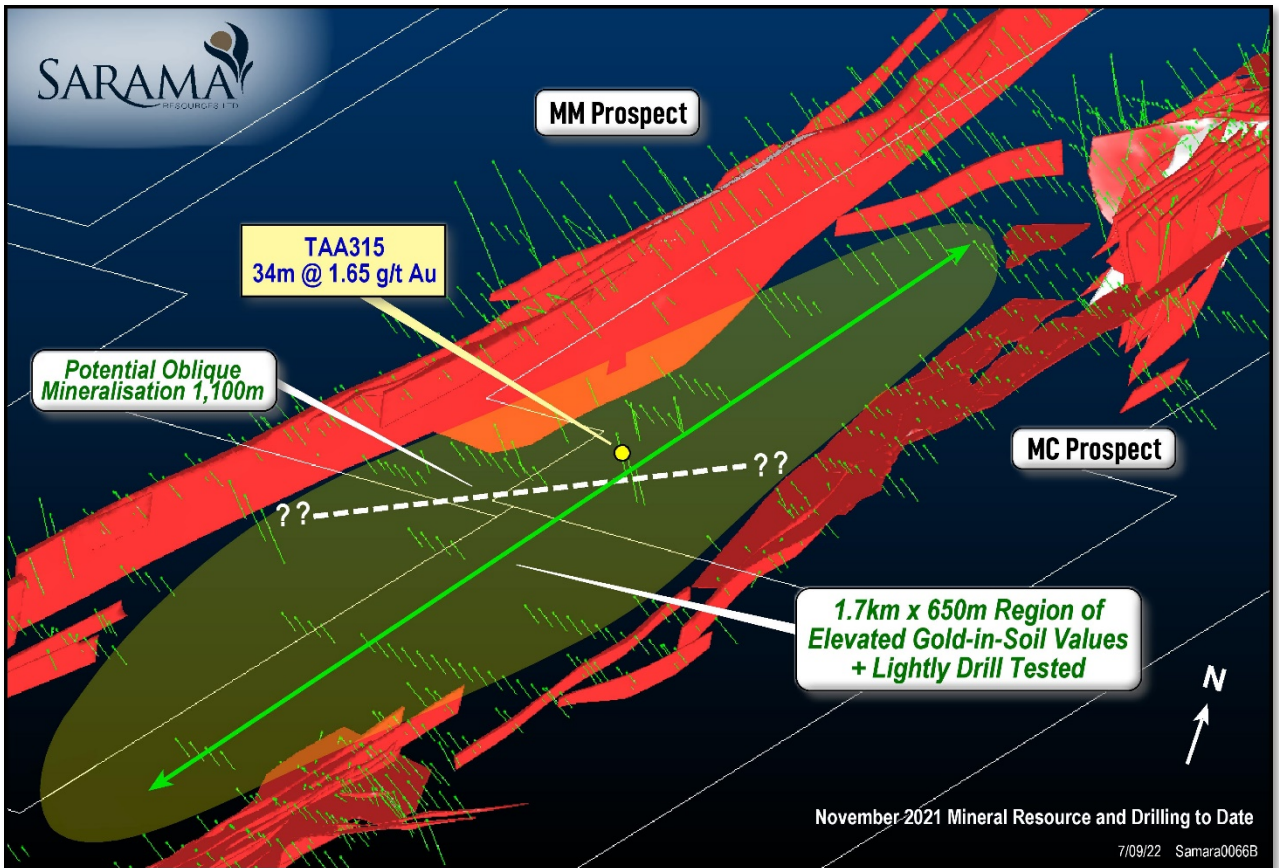 SARAMA
RESOURCES LTD
MM Prospect
TAA315
34m @ 1.65 g/t Au
Potential Oblique
Mineralisation 1,100m
MC Prospect
??
??
1.7km x 650m Region of
Elevated Gold-in-Soil Values
+ Lightly Drill Tested
N
November 2021 Mineral Resource and Drilling to Date
7/09/22 Samara0066B